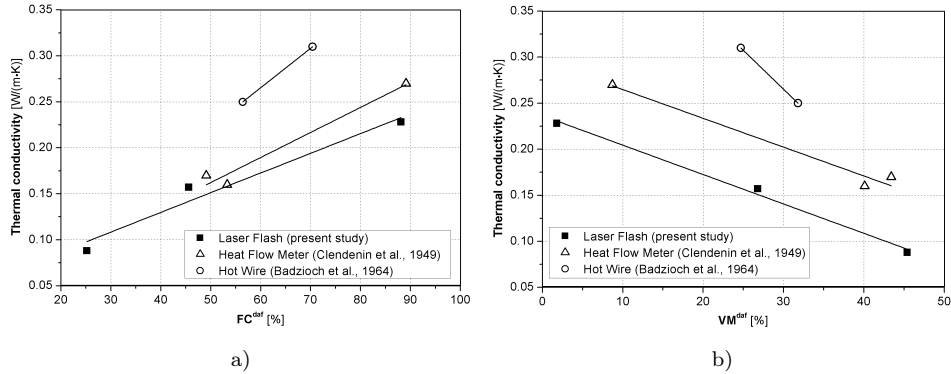 0.35
0.30
0.25
0.20
0.15
0.10
0.05
Thermal conductivity [W/(m·K)]
Laser Flash (present study)
Heat Flow Meter (Clendenin et al., 1949)
Hot Wire (Badzioch et al., 1964)
20 30 40 50 60 70 80 90 100
FC^daf [%]
a)
0.35
0.30
0.25
0.20
0.15
0.10
0.05
Thermal conductivity [W/(m·K)]
Laser Flash (present study)
Heat Flow Meter (Clendenin et al., 1949)
Hot Wire (Badzioch et al., 1964)
0 10 20 30 40 50
VM^daf [%]
b)